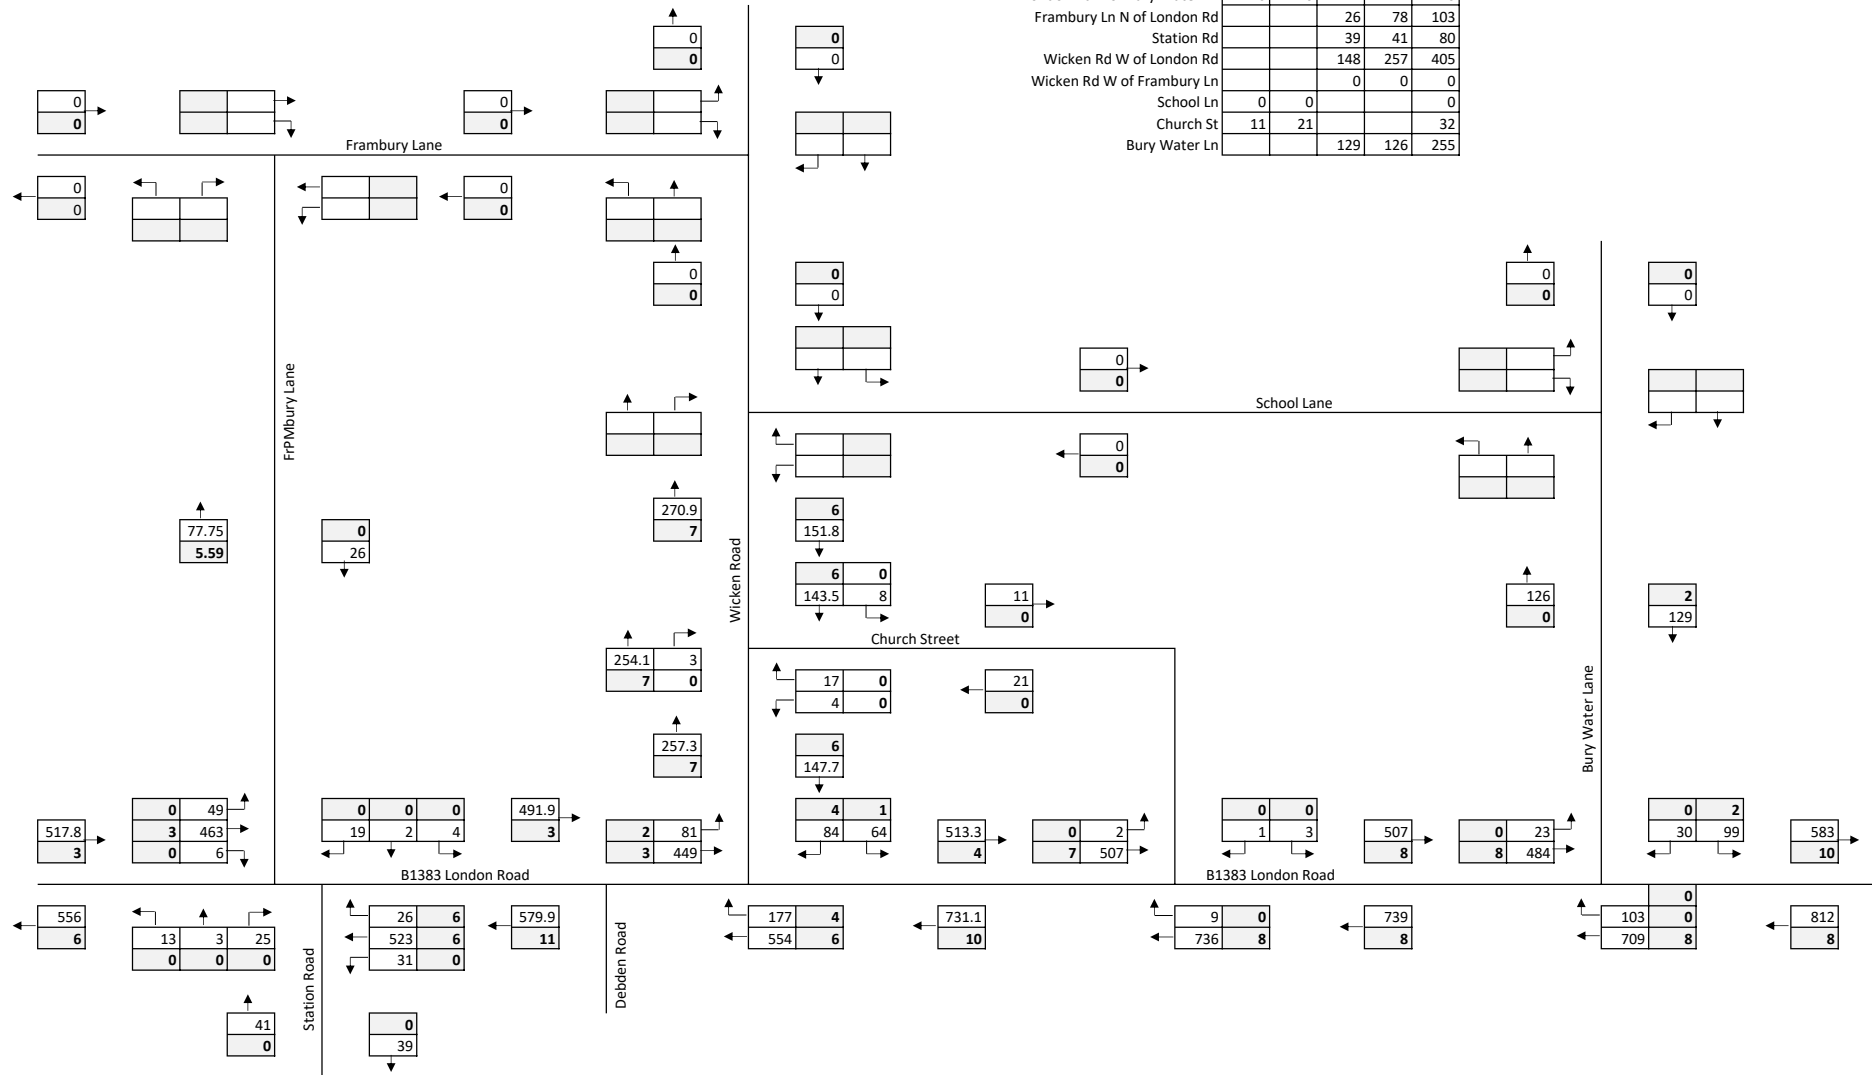 Frambury Ln N of London Rd 26 78 103
0 0 Station Rd 39 41 80
0 0 Wicken Rd W of London Rd 148 257 405
Wicken Rd W of Frambury Ln 0 0 0
0 0 School Ln 0 0 0
0 0 Church St 11 21 32
Frambury Lane Bury Water Ln 129 126 255
0 0
0 0
0 0 0 0
0 0 0 0
0
0
School Lane
FrPMbury Lane
0
0
270.9 6
7 151.8
77.75 0
5.59 26
Wicken Road
6 0
143.5 8 11 126 2
0 0 129
Church Street
254.1 3
7 0
17 0 21
4 0 0
Bury Water Lane
257.3 6
7 147.7
0 49 0 0 0 491.9 4 1 0 0 0 2
517.8 3 463 19 2 4 3 2 81 84 64 513.3 0 2 1 3 507 0 23 30 99 583
3 0 6 3 449 4 7 507 8 8 484 10
B1383 London Road B1383 London Road
0
556 26 6 579.9 177 4 731.1 9 0 739 103 0 812
6 13 3 25 523 6 11 554 6 10 736 8 8 709 8 8
0 0 0 31 0
Station Road
Debden Road
41 0
0 39